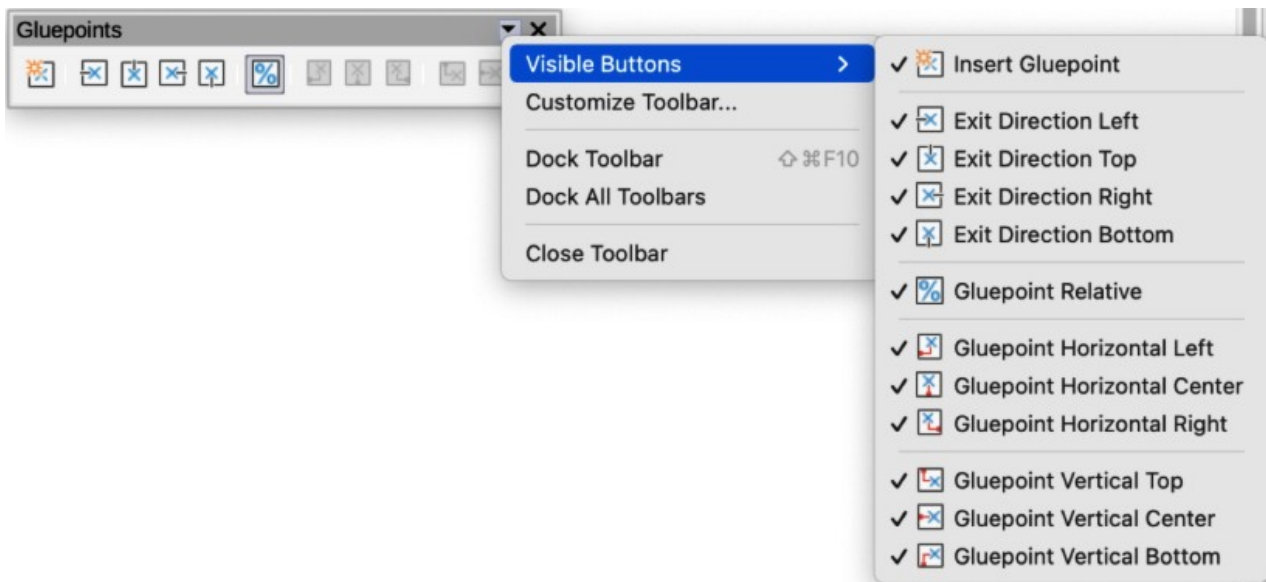 Gluepoints
Visible Buttons
Customize Toolbar...
Dock Toolbar ⇧⌘F10
Dock All Toolbars
Close Toolbar
Insert Gluepoint
Exit Direction Left
Exit Direction Top
Exit Direction Right
Exit Direction Bottom
Gluepoint Relative
Gluepoint Horizontal Left
Gluepoint Horizontal Center
Gluepoint Horizontal Right
Gluepoint Vertical Top
Gluepoint Vertical Center
Gluepoint Vertical Bottom